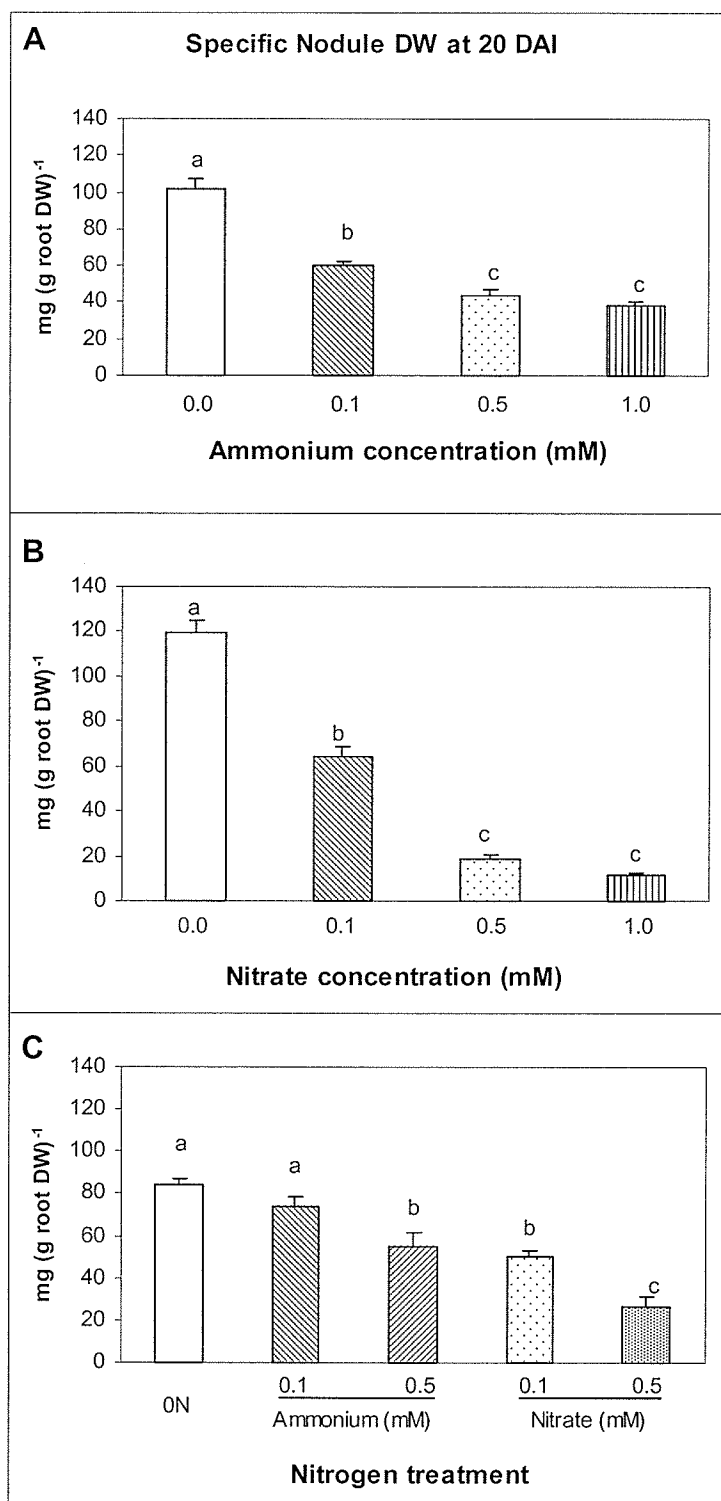 A
Specific Nodule DW at 20 DAI
mg (g root DW)-1
140
120
100
80
60
40
20
0
a
b
c
c
0.0 0.1 0.5 1.0
Ammonium concentration (mM)
B
mg (g root DW)-1
140
120
100
80
60
40
20
0
a
b
c
c
0.0 0.1 0.5 1.0
Nitrate concentration (mM)
C
mg (g root DW)-1
140
120
100
80
60
40
20
0
a
a
b
b
c
0N
0.1 0.5
Ammonium (mM)
0.1 0.5
Nitrate (mM)
Nitrogen treatment